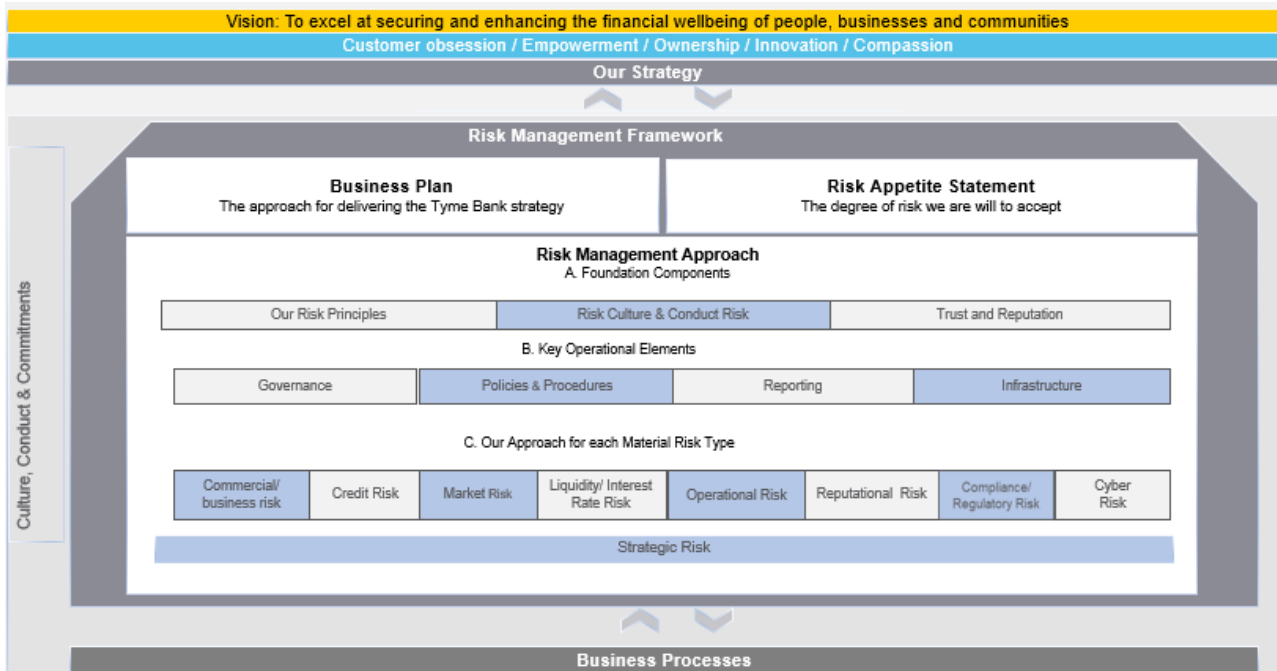 Vision: To excel at securing and enhancing the financial wellbeing of people, businesses and communities
Customer obsession / Empowerment / Ownership / Innovation / Compassion
Our Strategy
Culture, Conduct & Commitments
Risk Management Framework
Business Plan
The approach for delivering the Tyme Bank strategy
Risk Appetite Statement
The degree of risk we are will to accept
Risk Management Approach
A. Foundation Components
Our Risk Principles
Risk Culture & Conduct Risk
Trust and Reputation
B. Key Operational Elements
Governance
Policies & Procedures
Reporting
Infrastructure
C. Our Approach for each Material Risk Type
Commercial/
business risk
Credit Risk
Market Risk
Liquidity/ Interest
Rate Risk
Operational Risk
Reputational Risk
Compliance/
Regulatory Risk
Cyber
Risk
Strategic Risk
Business Processes